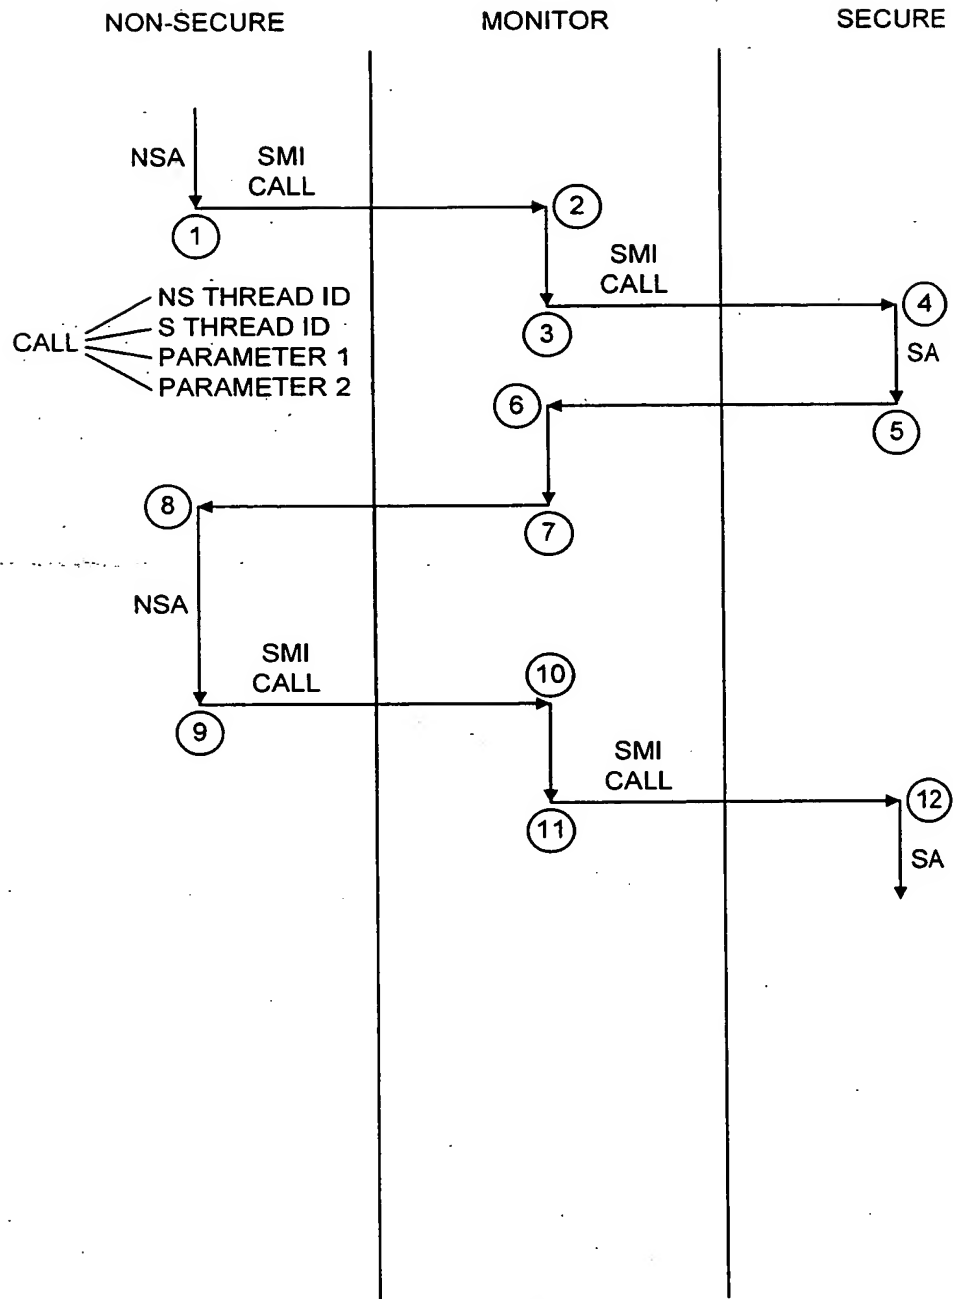 NON-SECURE MONITOR SECURE
NSA
SMI
CALL
1
2
SMI
CALL
3
4
SA
5
CALL
NS THREAD ID
S THREAD ID
PARAMETER 1
PARAMETER 2
6
7
8
NSA
SMI
CALL
9
10
SMI
CALL
11
12
SA